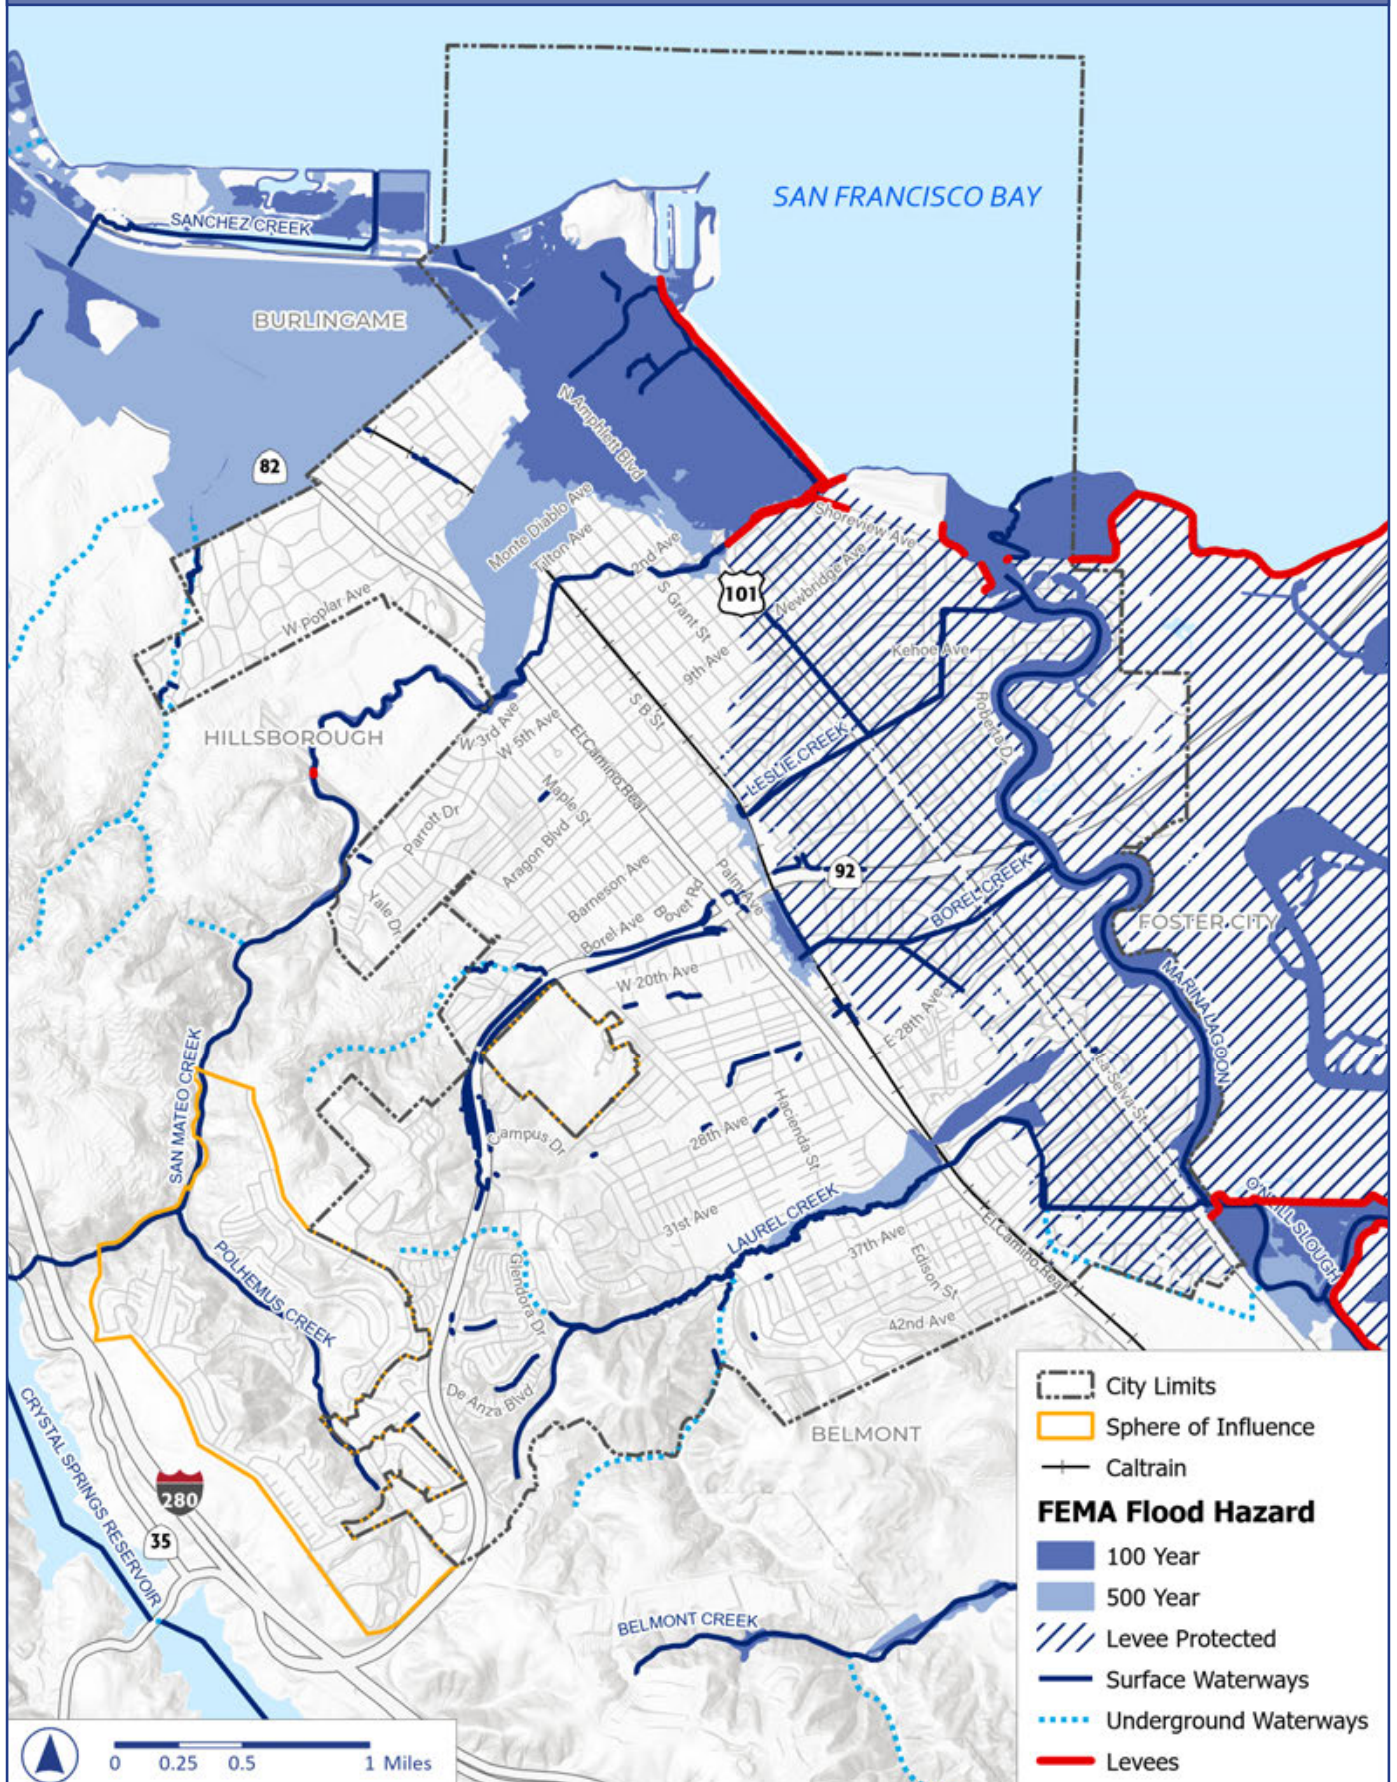 SAN FRANCISCO BAY
SANCHEZ CREEK
BURLINGAME
N Amphlett Blvd
82
Monte Diablo Ave
Tilton Ave
2nd Ave
Shoreview Ave
101
Newbridge Ave
S Grant St
W Poplar Ave
9th Ave
Kehoe Ave
S B St
Roberta Dr
HILLSBOROUGH
W 3rd Ave
W 5th Ave
El Camino Real
LESLIE CREEK
Maple St
Parrott Dr
Aragon Blvd
Barneson Ave
Palm Ave
92
Yale Dr
Bovet Rd
Borel Ave
BOREL CREEK
FOSTER CITY
W 20th Ave
MARINA LAGOON
E 28th Ave
SAN MATEO CREEK
La Selva St
Campus Dr
28th Ave
Hacienda St
31st Ave
LAUREL CREEK
O'NEILL SLOUGH
POLHEMUS CREEK
Glendora Dr
37th Ave
Edison St
El Camino Real
42nd Ave
De Anza Blvd
BELMONT
CRYSTAL SPRINGS RESERVOIR
280
35
BELMONT CREEK
City Limits
Sphere of Influence
Caltrain
FEMA Flood Hazard
100 Year
500 Year
Levee Protected
Surface Waterways
Underground Waterways
Levees
0 0.25 0.5 1 Miles